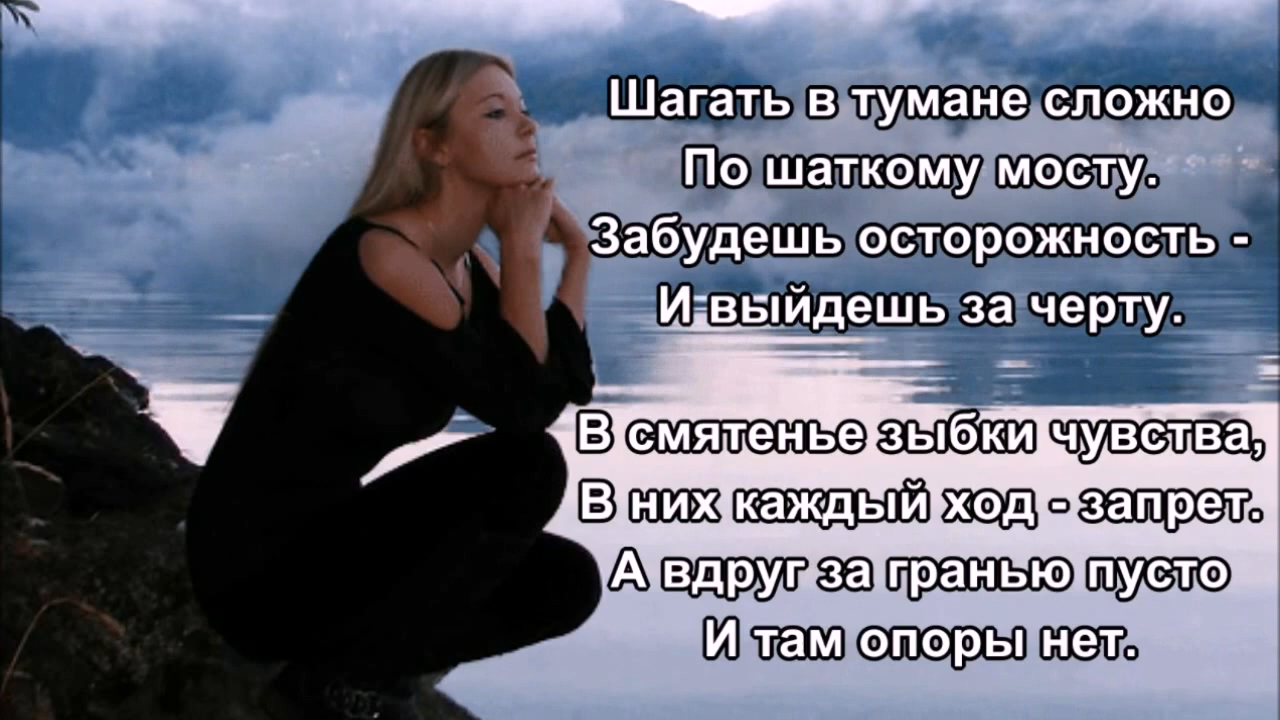 Шагать в тумане сложно
По шаткому мосту.
Забудешь осторожность -
И выйдешь за черту.
В смятенье зыбки чувства,
В них каждый ход - запрет.
А вдруг за гранью пусто
И там опоры нет.